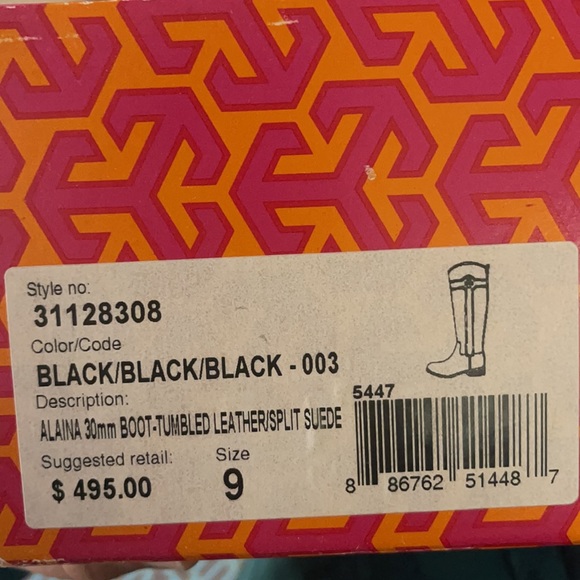 Style no:
31128308
Color/Code
BLACK/BLACK/BLACK - 003
Description:
ALAINA 30mm BOOT-TUMBLED LEATHER/SPLIT SUEDE
Suggested retail: Size
$ 495.00 9
5447
8 86762 51448 7